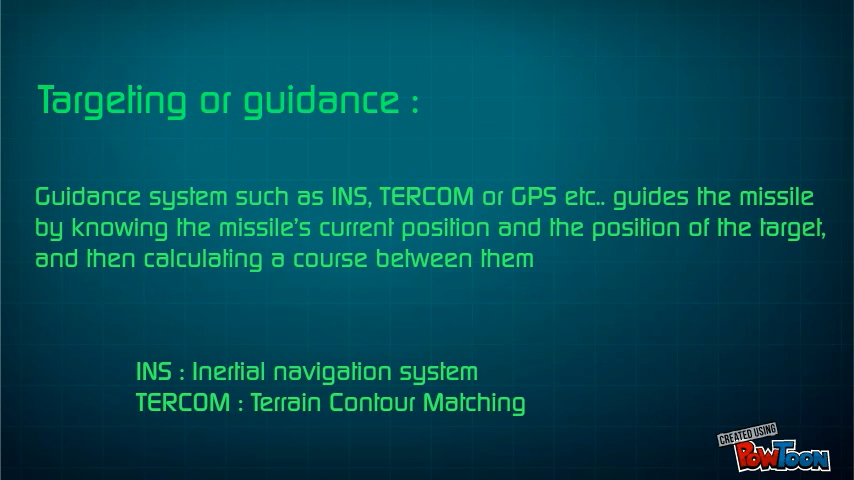 Targeting or guidance :
Guidance system such as INS, TERCOM or GPS etc.. guides the missile
by knowing the missile's current position and the position of the target,
and then calculating a course between them
INS : Inertial navigation system
TERCOM : Terrain Contour Matching
CREATED USING
POWTOON